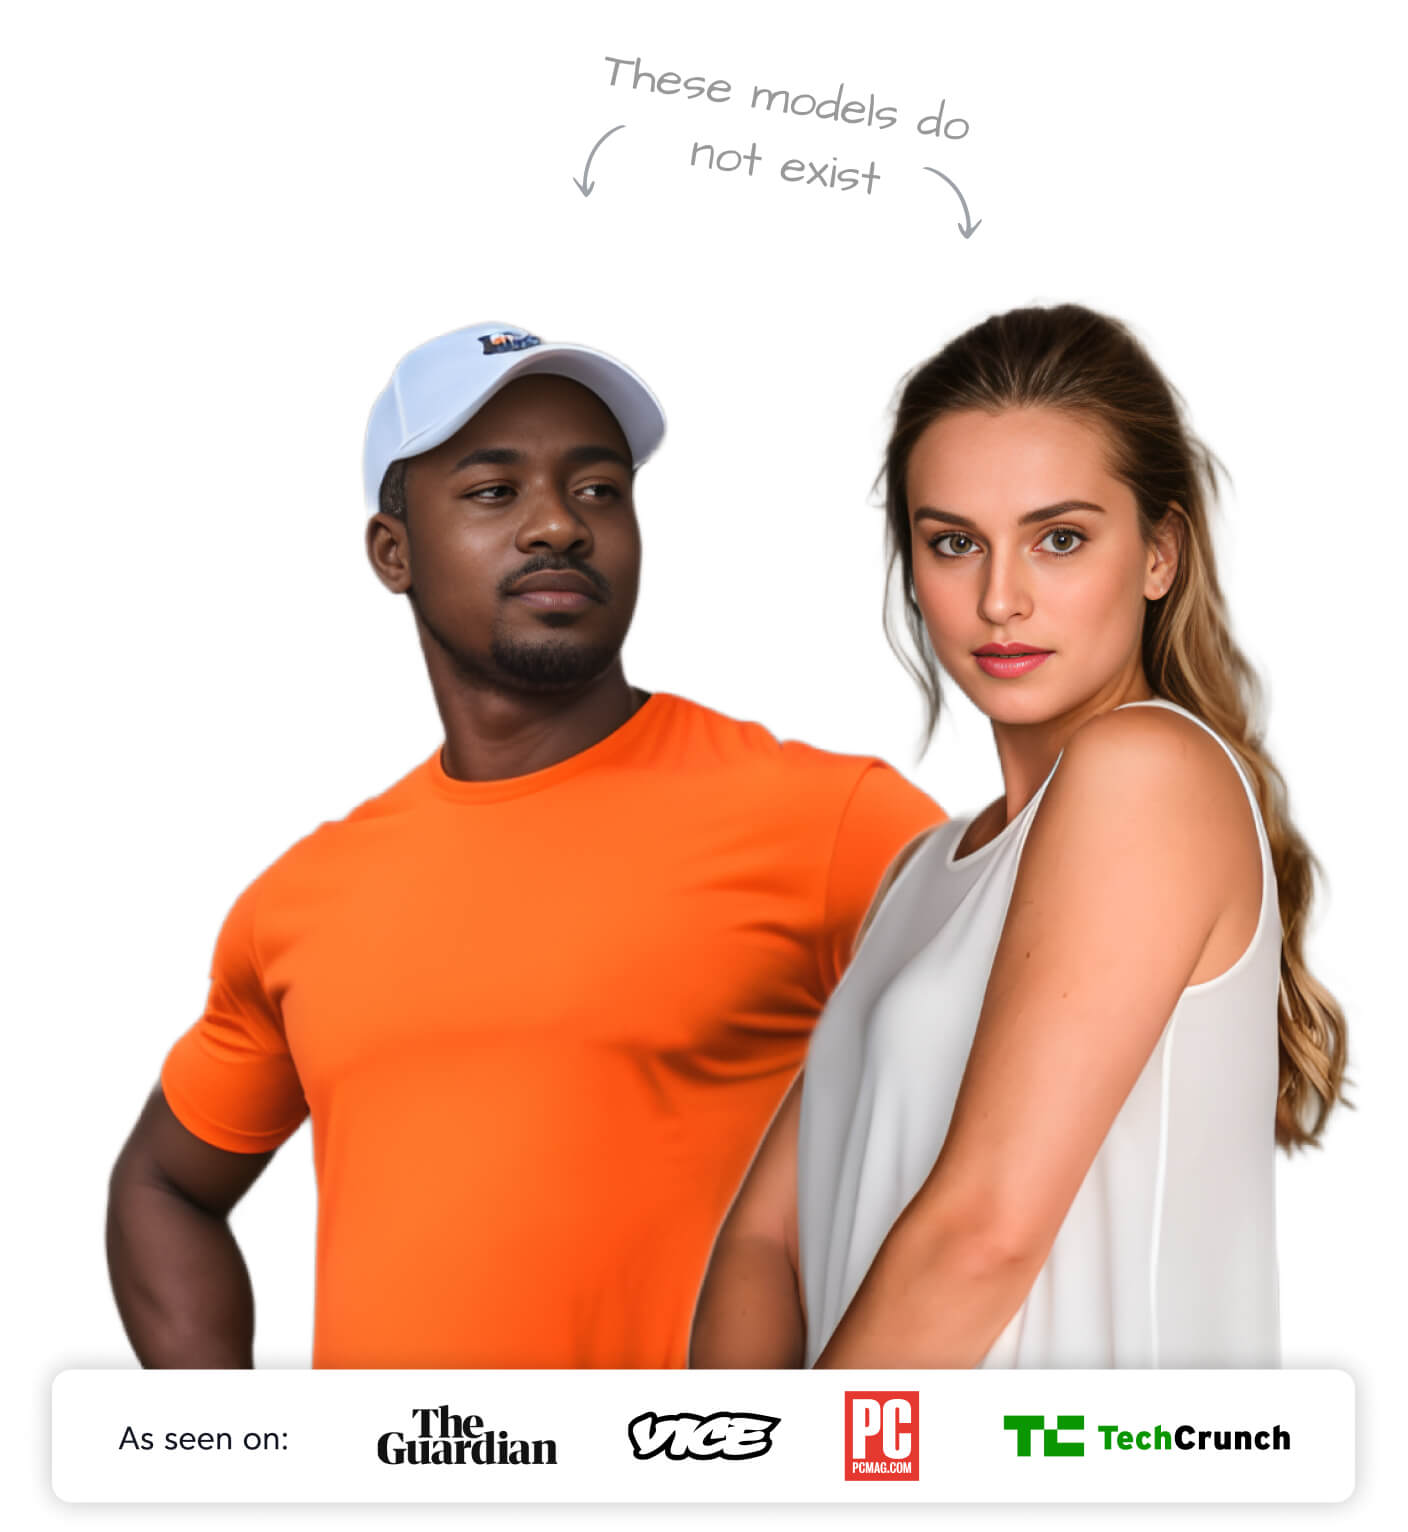 These models do
not exist
As seen on:
The
Guardian
VICE
PC
PCMAG.COM
TC TechCrunch